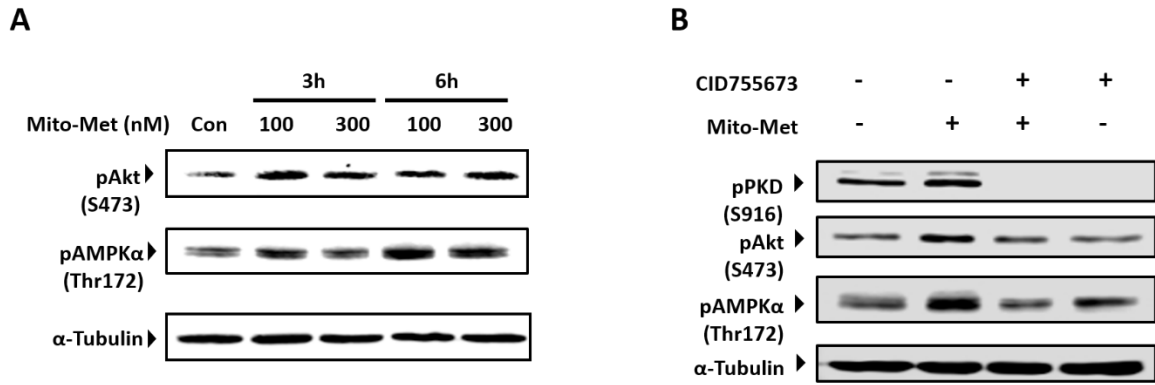 A
3h 6h
Mito-Met (nM) Con 100 300 100 300
pAkt
(S473)
pAMPKα
(Thr172)
α-Tubulin
B
CID755673 - - + +
Mito-Met - + + -
pPKD
(S916)
pAkt
(S473)
pAMPKα
(Thr172)
α-Tubulin